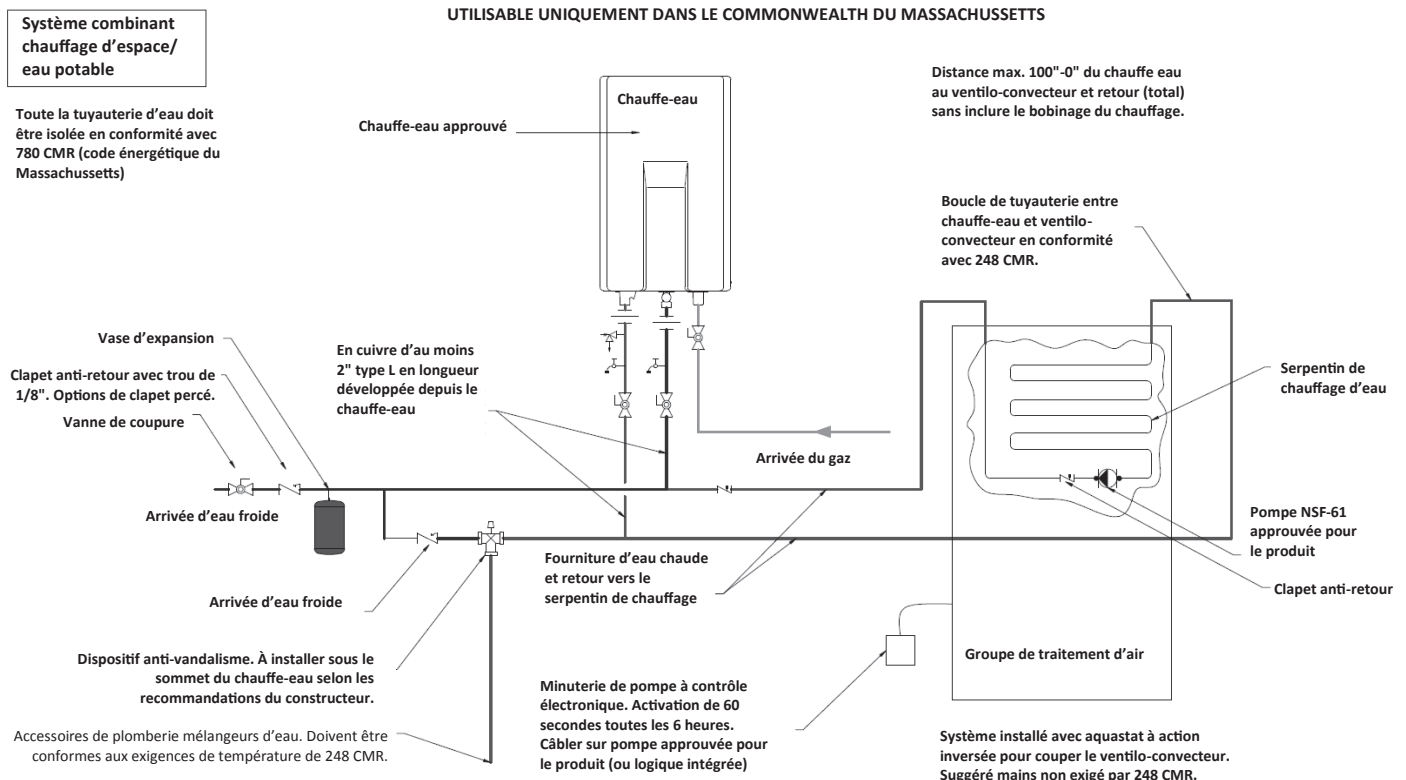 UTILISABLE UNIQUEMENT DANS LE COMMONWEALTH DU MASSACHUSSETTS
Système combinant
chauffage d'espace/
eau potable
Toute la tuyauterie d'eau doit
être isolée en conformité avec
780 CMR (code énergétique du
Massachussetts)
Chauffe-eau
Chauffe-eau approuvé
Distance max. 100"-0" du chauffe eau
au ventilo-convecteur et retour (total)
sans inclure le bobinage du chauffage.
Boucle de tuyauterie entre
chauffe-eau et ventilo-
convecteur en conformité
avec 248 CMR.
Vase d'expansion
Clapet anti-retour avec trou de
1/8". Options de clapet percé.
Vanne de coupure
En cuivre d'au moins
2" type L en longueur
développée depuis le
chauffe-eau
Serpentin de
chauffage d'eau
Arrivée du gaz
Arrivée d'eau froide
Pompe NSF-61
approuvée pour
le produit
Fourniture d'eau chaude
et retour vers le
serpentin de chauffage
Clapet anti-retour
Arrivée d'eau froide
Dispositif anti-vandalisme. À installer sous le
sommet du chauffe-eau selon les
recommandations du constructeur.
Groupe de traitement d'air
Minuterie de pompe à contrôle
électronique. Activation de 60
secondes toutes les 6 heures.
Câbler sur pompe approuvée pour
le produit (ou logique intégrée)
Accessoires de plomberie mélangeurs d'eau. Doivent être
conformes aux exigences de température de 248 CMR.
Système installé avec aquastat à action
inversée pour couper le ventilo-convecteur.
Suggéré mains non exigé par 248 CMR.